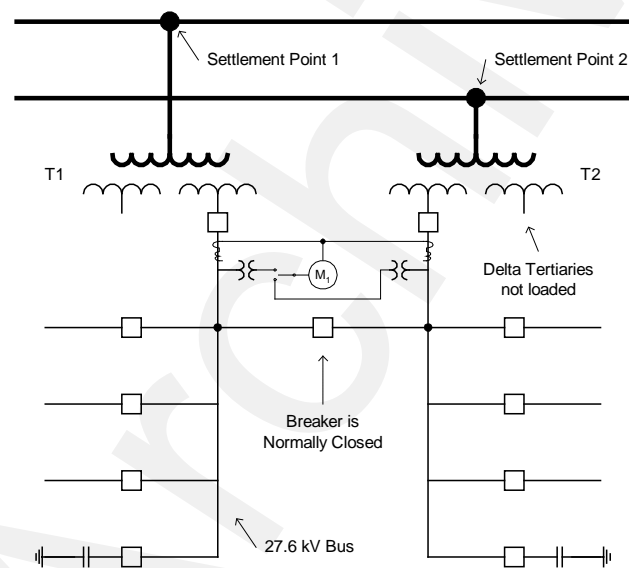 Settlement Point 1
Settlement Point 2
T1
T2
M1
Delta Tertiaries
not loaded
Breaker is
Normally Closed
27.6 kV Bus